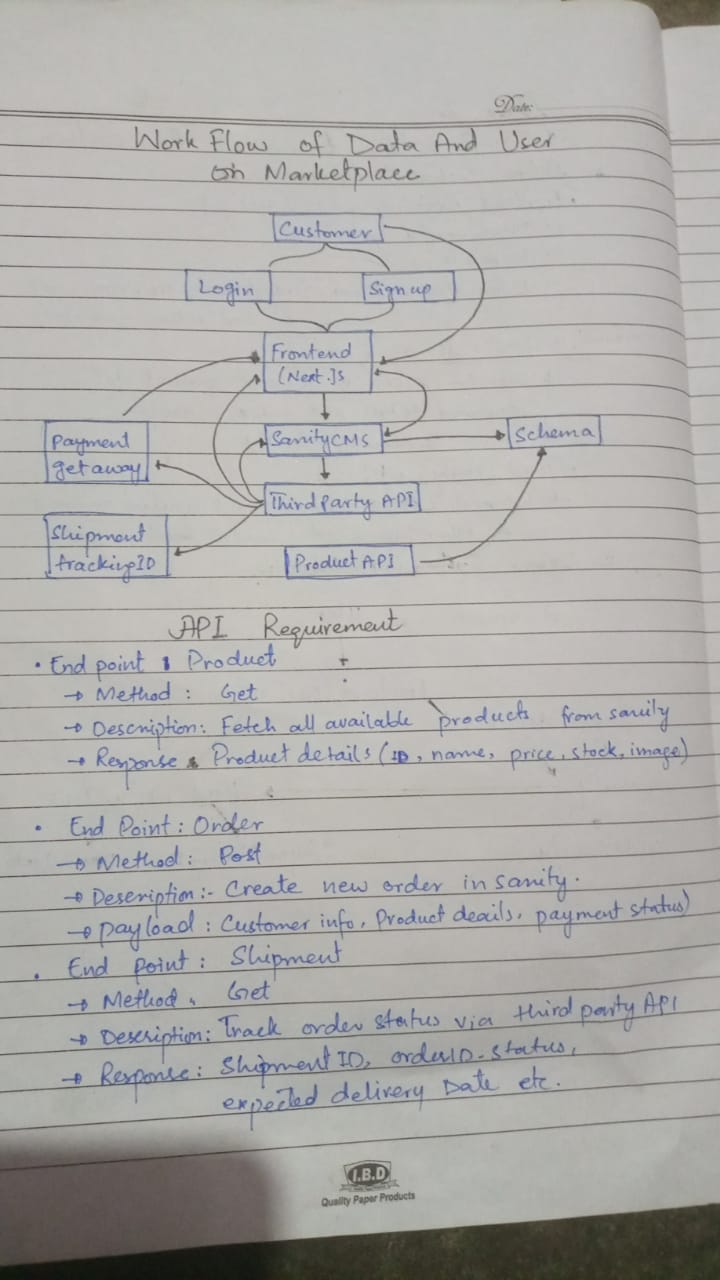 Date:
Work Flow of Data And User
on Marketplace
Customer
Login
Sign up
Frontend
(Next.Js
Payment
getaway
SanityCMS
Schema
Third party API
Shipment
trackingID
Product API
API Requirement
• End point : Product
→ Method : Get
→ Description: Fetch all available products from sanity
→ Response : Product details (ID, name, price, stock, image)
• End Point : Order
→ Method : Post
→ Description:- Create new order in sanity.
→ Payload : Customer info, Product deails, payment status)
• End point : Shipment
→ Method : Get
→ Description: Track order status via third party API
→ Response : Shipment ID, orderID-status,
expected delivery Date etc.
I.B.D
Quality Paper Products